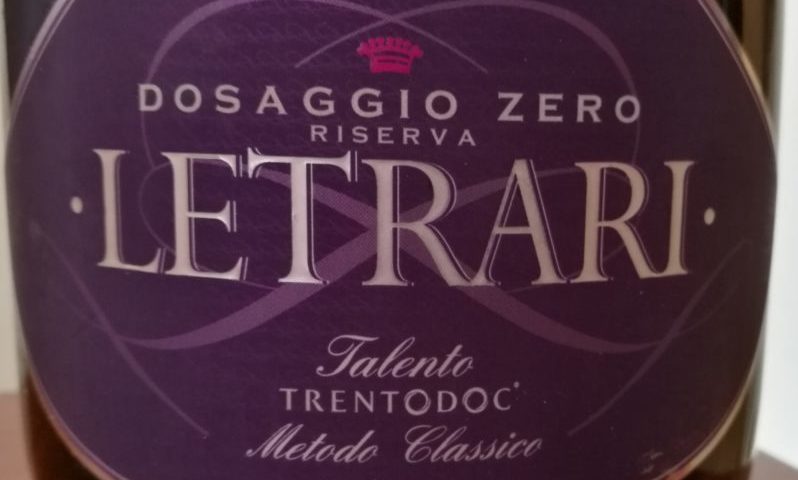 DOSAGGIO ZERO
RISERVA
·LETRARI·
Talento
TRENTODOC®
Metodo Classico